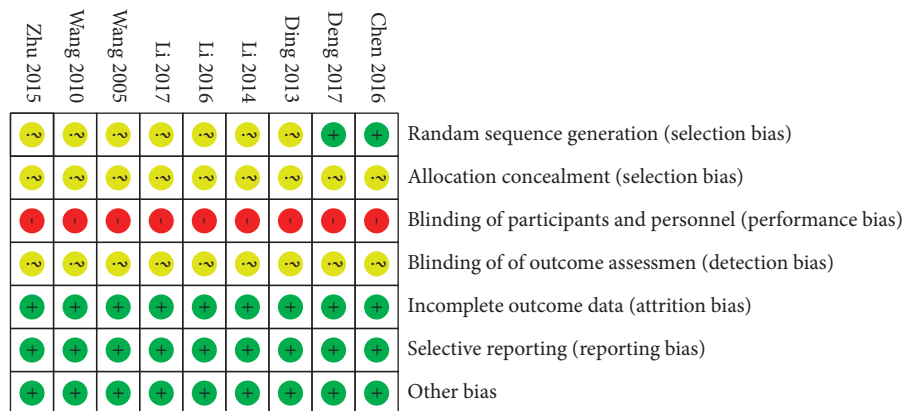 Zhu 2015
Wang 2010
Wang 2005
Li 2017
Li 2016
Li 2014
Ding 2013
Deng 2017
Chen 2016
? ? ? ? ? ? ? + + Randam sequence generation (selection bias)
? ? ? ? ? ? ? ? ? Allocation concealment (selection bias)
- - - - - - - - - Blinding of participants and personnel (performance bias)
? ? ? ? ? ? ? ? ? Blinding of of outcome assessmen (detection bias)
+ + + + + + + + + Incomplete outcome data (attrition bias)
+ + + + + + + + + Selective reporting (reporting bias)
+ + + + + + + + + Other bias